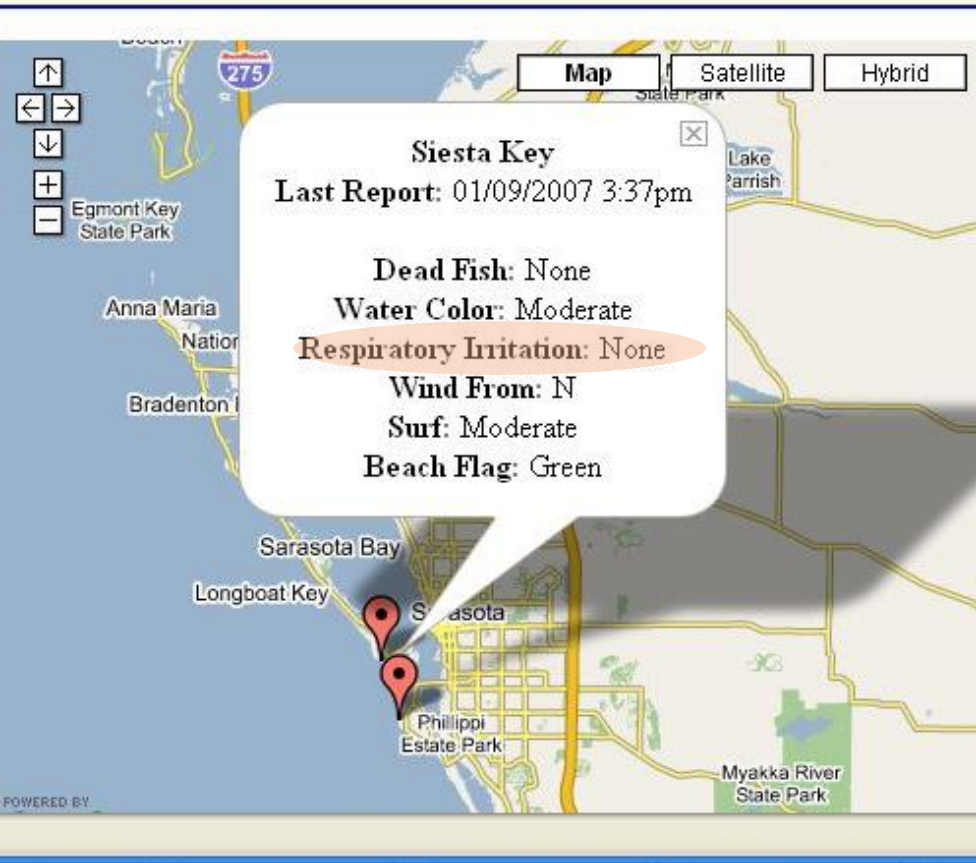 Beach
275
Map
Satellite
Hybrid
State Park
Siesta Key
Last Report: 01/09/2007 3:37pm
Lake
Parrish
Egmont Key
State Park
Dead Fish: None
Water Color: Moderate
Anna Maria
Respiratory Irritation: None
Wind From: N
Bradenton
Surf: Moderate
Beach Flag: Green
Sarasota Bay
Longboat Key
Sarasota
Phillippi
Estate Park
Myakka River
State Park
POWERED BY